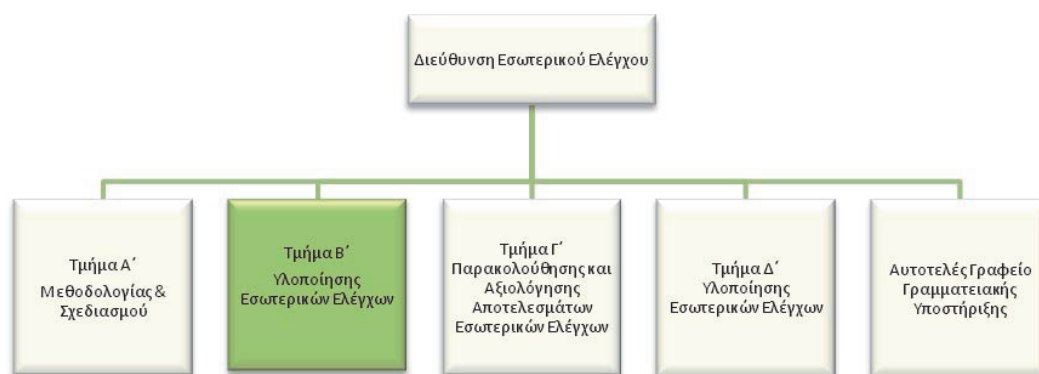 Διεύθυνση Εσωτερικού Ελέγχου
Τμήμα Α΄
Μεθοδολογίας &
Σχεδιασμού
Τμήμα Β΄
Υλοποίησης
Εσωτερικών Ελέγχων
Τμήμα Γ΄
Παρακολούθησης και
Αξιολόγησης
Αποτελεσμάτων
Εσωτερικών Ελέγχων
Τμήμα Δ΄
Υλοποίησης
Εσωτερικών Ελέγχων
Αυτοτελές Γραφείο
Γραμματειακής
Υποστήριξης